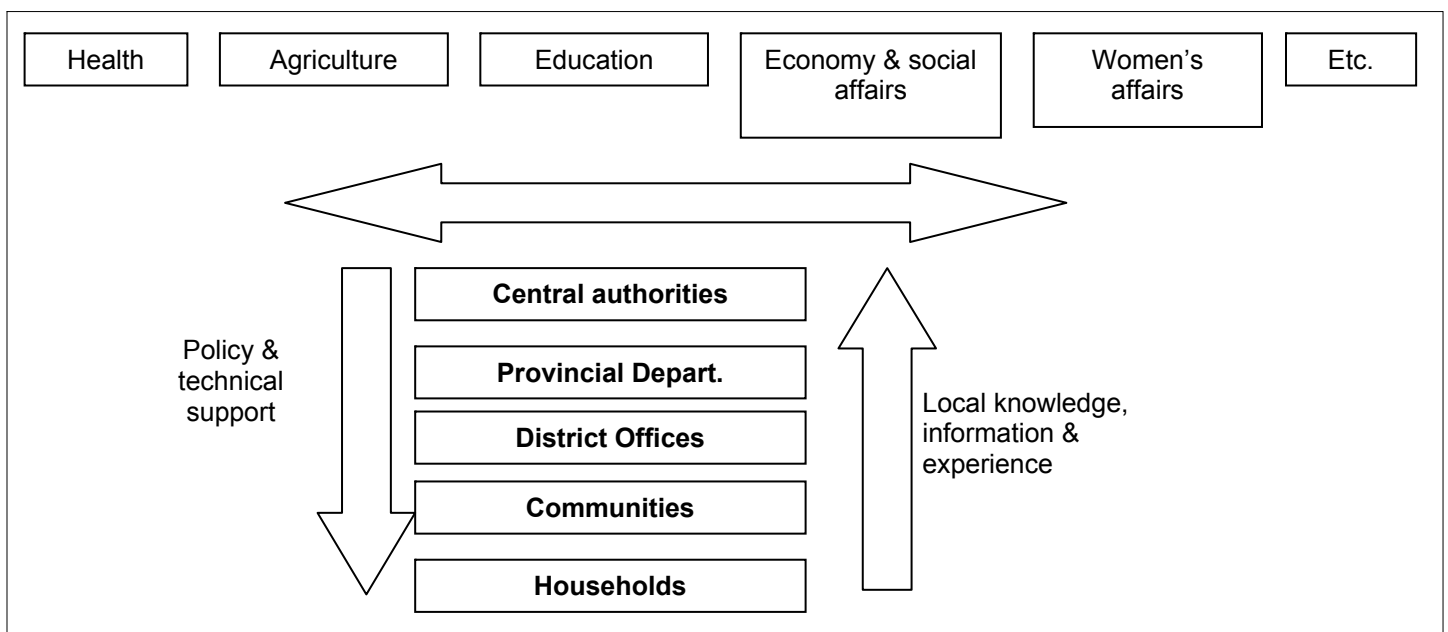 Health
Agriculture
Education
Economy & social
affairs
Women’s
affairs
Etc.
Central authorities
Provincial Depart.
District Offices
Communities
Households
Policy &
technical
support
Local knowledge,
information &
experience